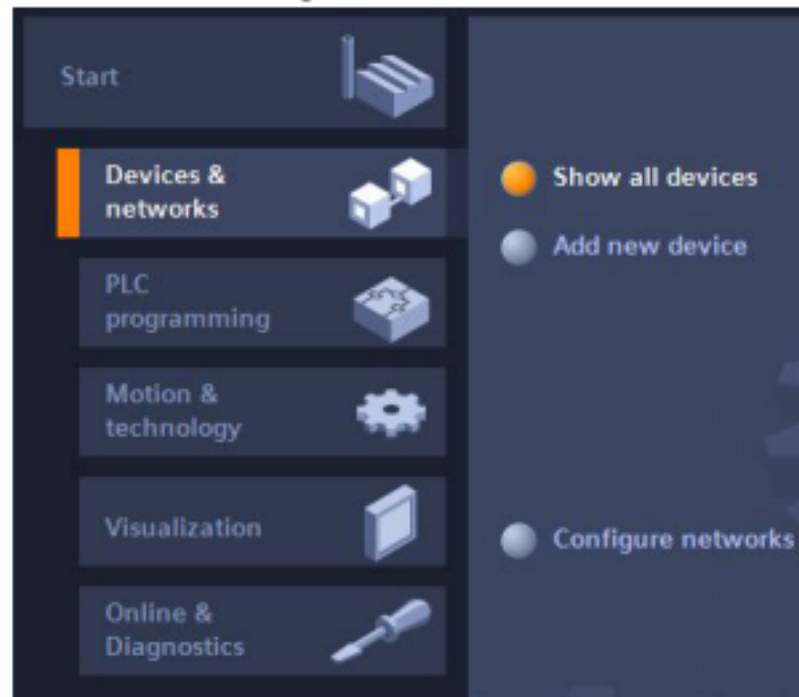 Start
Devices &
networks
PLC
programming
Motion &
technology
Visualization
Online &
Diagnostics
Show all devices
Add new device
Configure networks